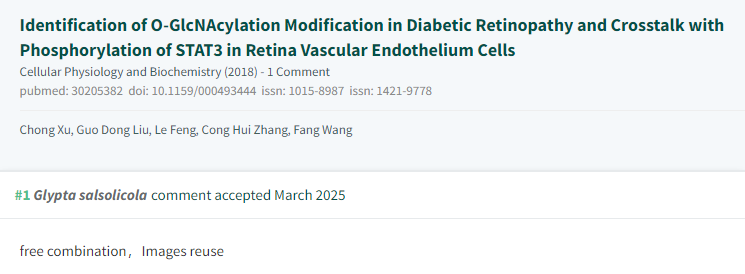 Identification of O-GlcNAcylation Modification in Diabetic Retinopathy and Crosstalk with
Phosphorylation of STAT3 in Retina Vascular Endothelium Cells
Cellular Physiology and Biochemistry (2018) - 1 Comment
pubmed: 30205382 doi: 10.1159/000493444 issn: 1015-8987 issn: 1421-9778
Chong Xu, Guo Dong Liu, Le Feng, Cong Hui Zhang, Fang Wang
#1 Glypta salsolicola comment accepted March 2025
free combination，Images reuse